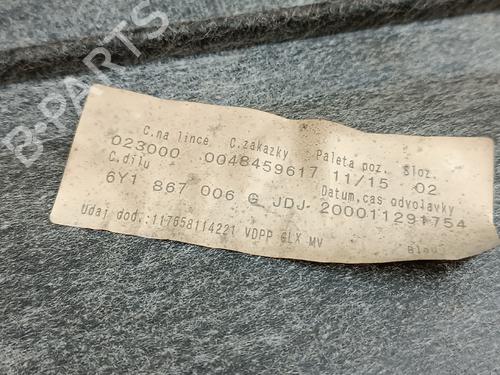 B-Parts
C.na lince C.zakazky Paleta poz. Sloz.
023000 0048459617 11/15 02
C.dilu Datum,cas odvolavky
6Y1 867 006 G JDJ- 200011291754
Udaj dod.:117658114221 VDPP GLX MV